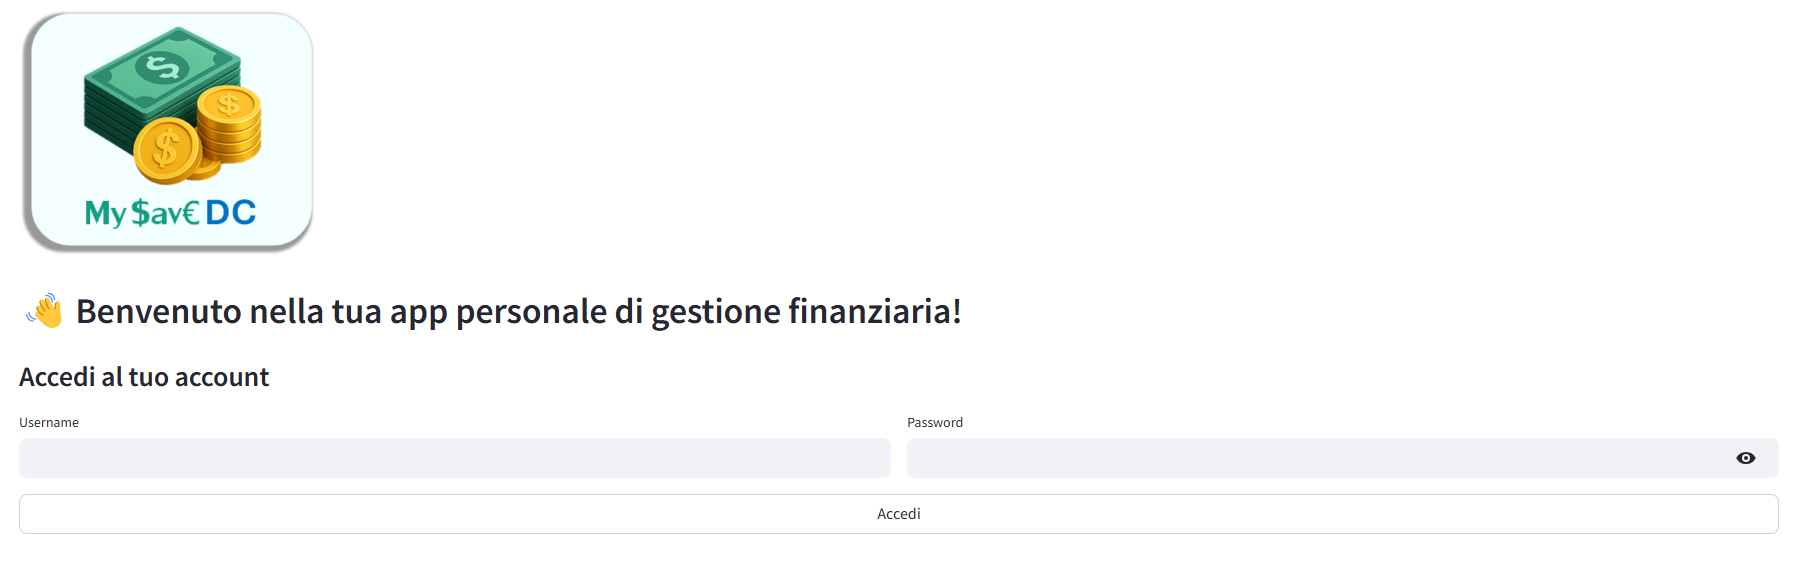 My $av€ DC
👋 Benvenuto nella tua app personale di gestione finanziaria!
Accedi al tuo account
Username
Password
Accedi